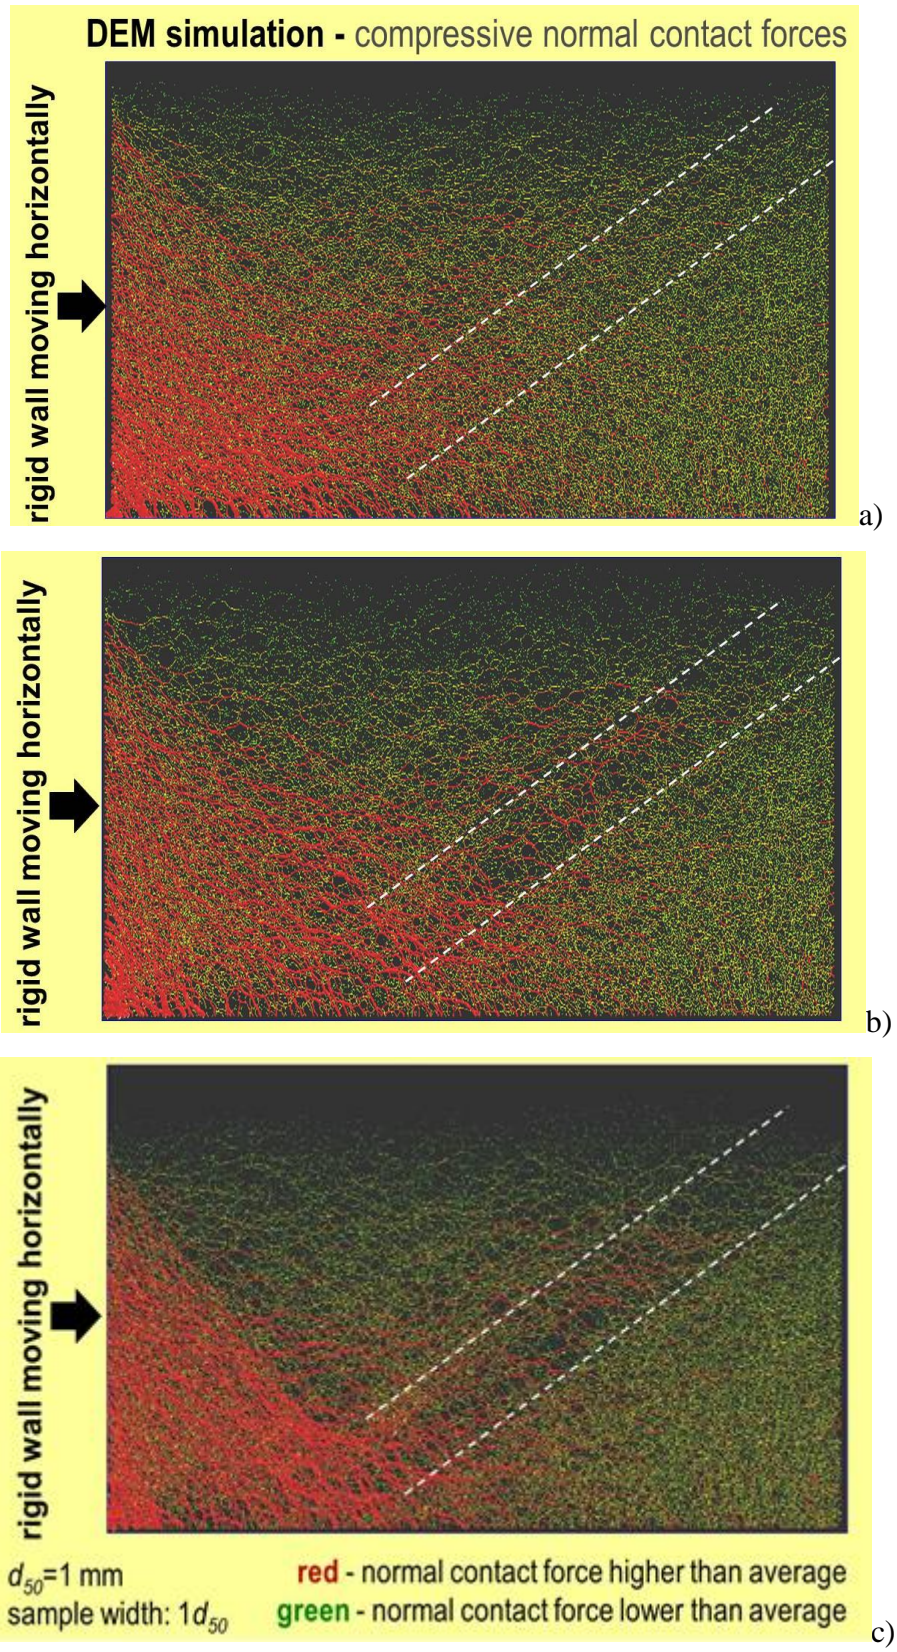 DEM simulation - compressive normal contact forces
rigid wall moving horizontally
a)
rigid wall moving horizontally
b)
rigid wall moving horizontally
d50=1 mm
sample width: 1d50
red - normal contact force higher than average
green - normal contact force lower than average
c)